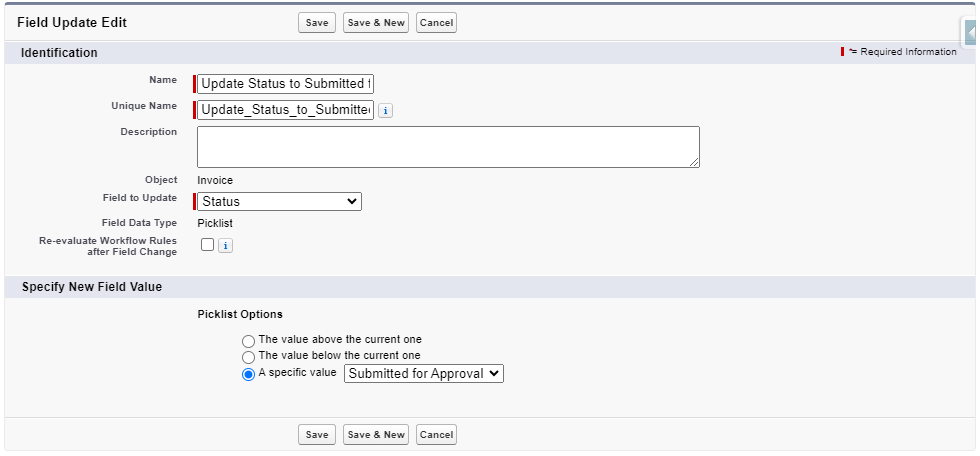 Field Update Edit
Save Save & New Cancel
Identification
= Required Information
Name Update Status to Submitted
Unique Name Update_Status_to_Submitted i
Description
Object Invoice
Field to Update Status
Field Data Type Picklist
Re-evaluate Workflow Rules
after Field Change i
Specify New Field Value
Picklist Options
The value above the current one
The value below the current one
A specific value Submitted for Approval
Save Save & New Cancel